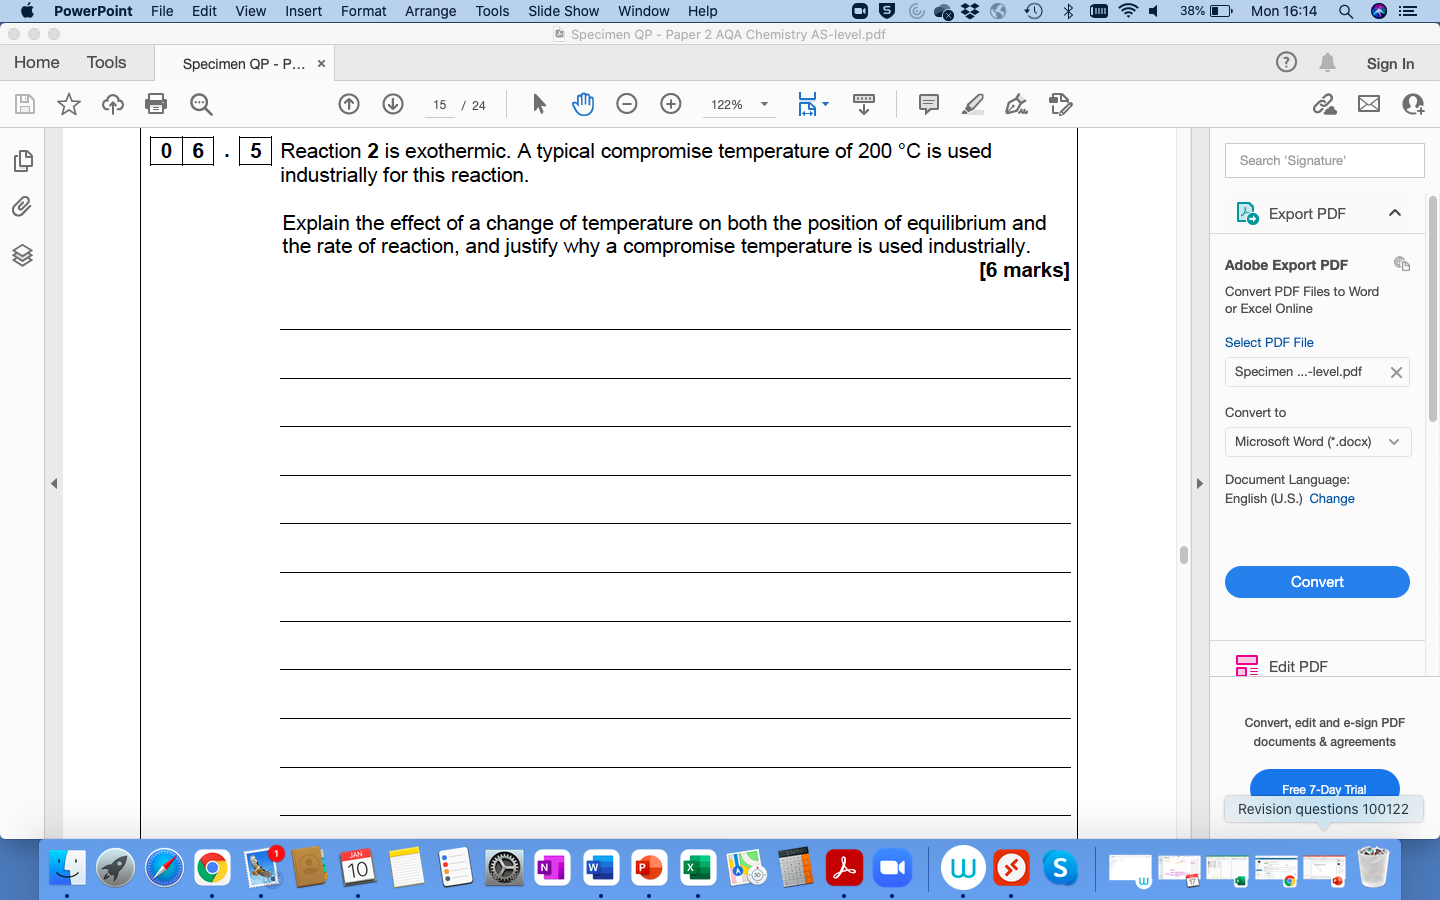 PowerPoint File Edit View Insert Format Arrange Tools Slide Show Window Help 38% Mon 16:14
Specimen QP - Paper 2 AQA Chemistry AS-level.pdf
Home Tools Specimen QP - P... × Sign In
15 / 24 122%
0 6 . 5 Reaction 2 is exothermic. A typical compromise temperature of 200 °C is used
industrially for this reaction.
Explain the effect of a change of temperature on both the position of equilibrium and
the rate of reaction, and justify why a compromise temperature is used industrially.
[6 marks]
Search 'Signature'
Export PDF
Adobe Export PDF
Convert PDF Files to Word
or Excel Online
Select PDF File
Specimen ...-level.pdf
Convert to
Microsoft Word (*.docx)
Document Language:
English (U.S.) Change
Convert
Edit PDF
Convert, edit and e-sign PDF
documents & agreements
Free 7-Day Trial
Revision questions 100122
1
JAN
10
N W P X W S
17